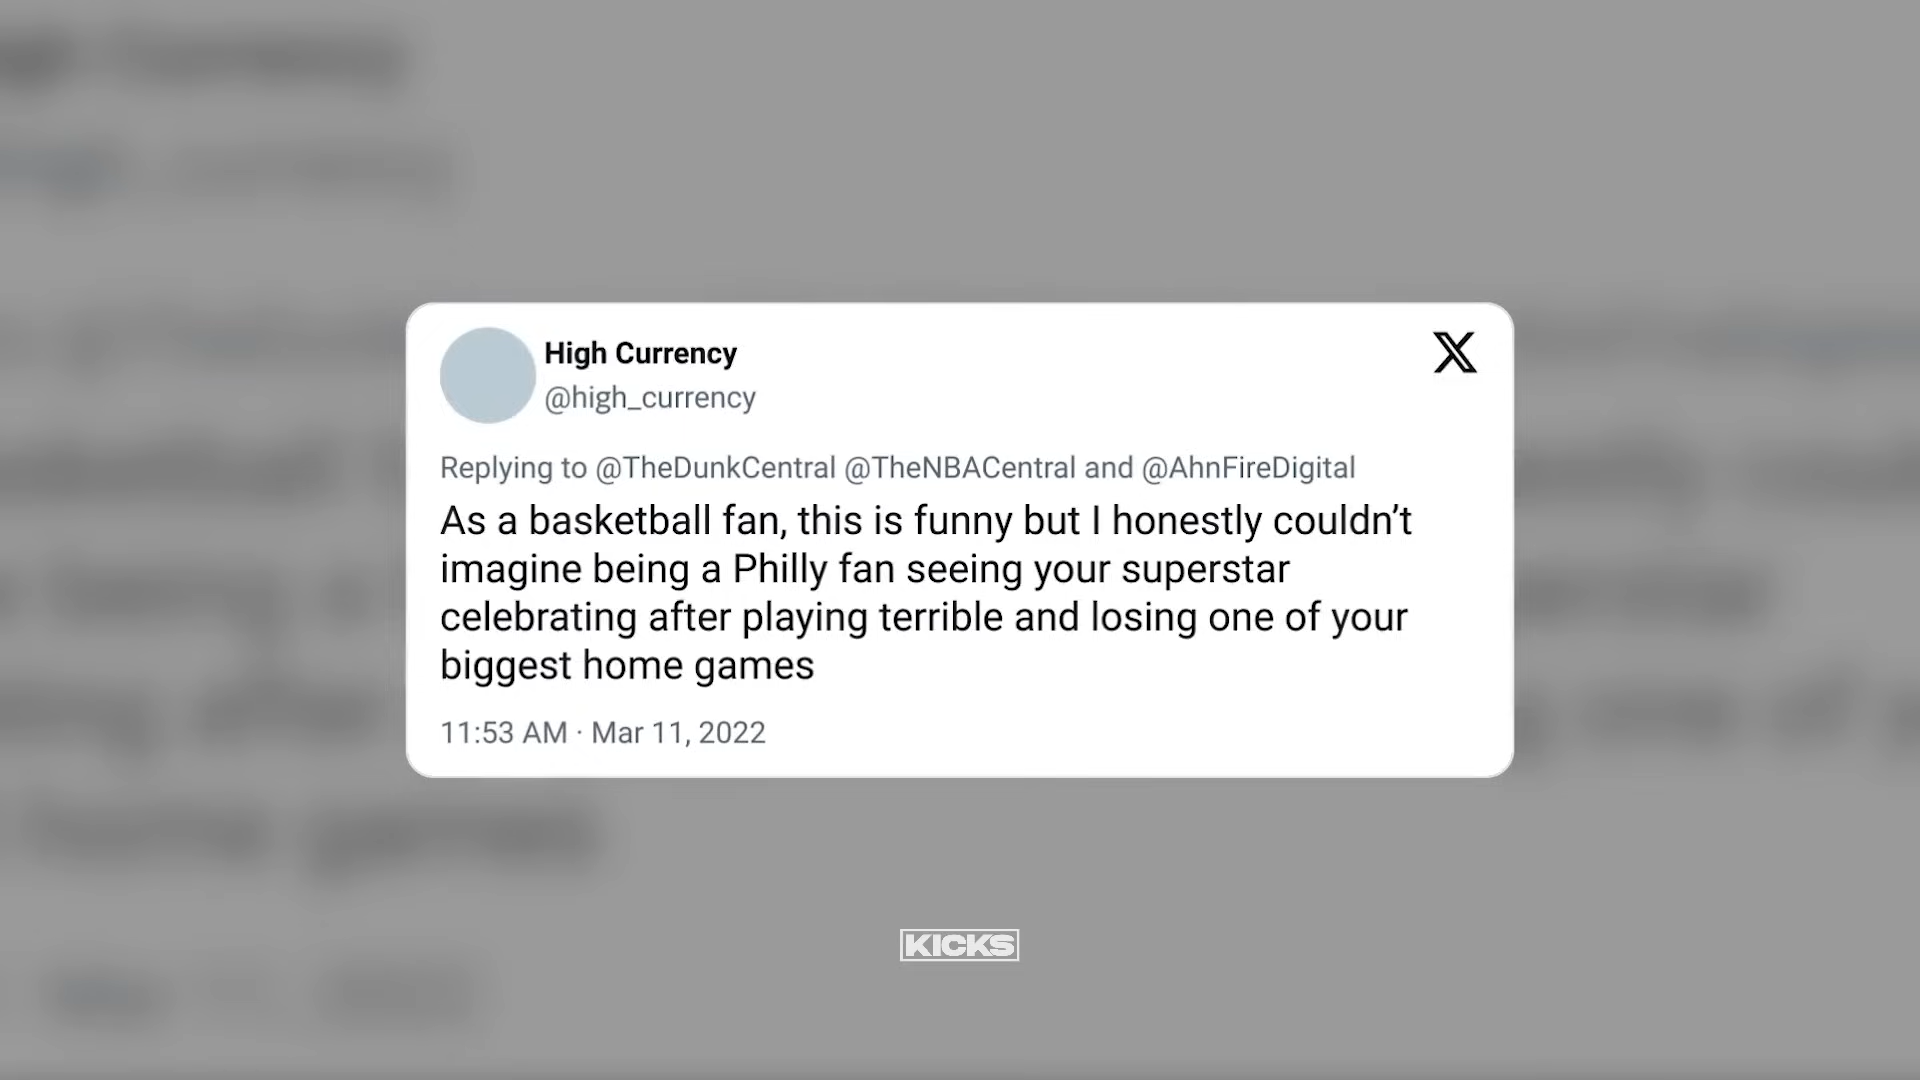 High Currency
@high_currency
Replying to @TheDunkCentral @TheNBACentral and @AhnFireDigital
As a basketball fan, this is funny but I honestly couldn’t
imagine being a Philly fan seeing your superstar
celebrating after playing terrible and losing one of your
biggest home games
11:53 AM · Mar 11, 2022
KICKS